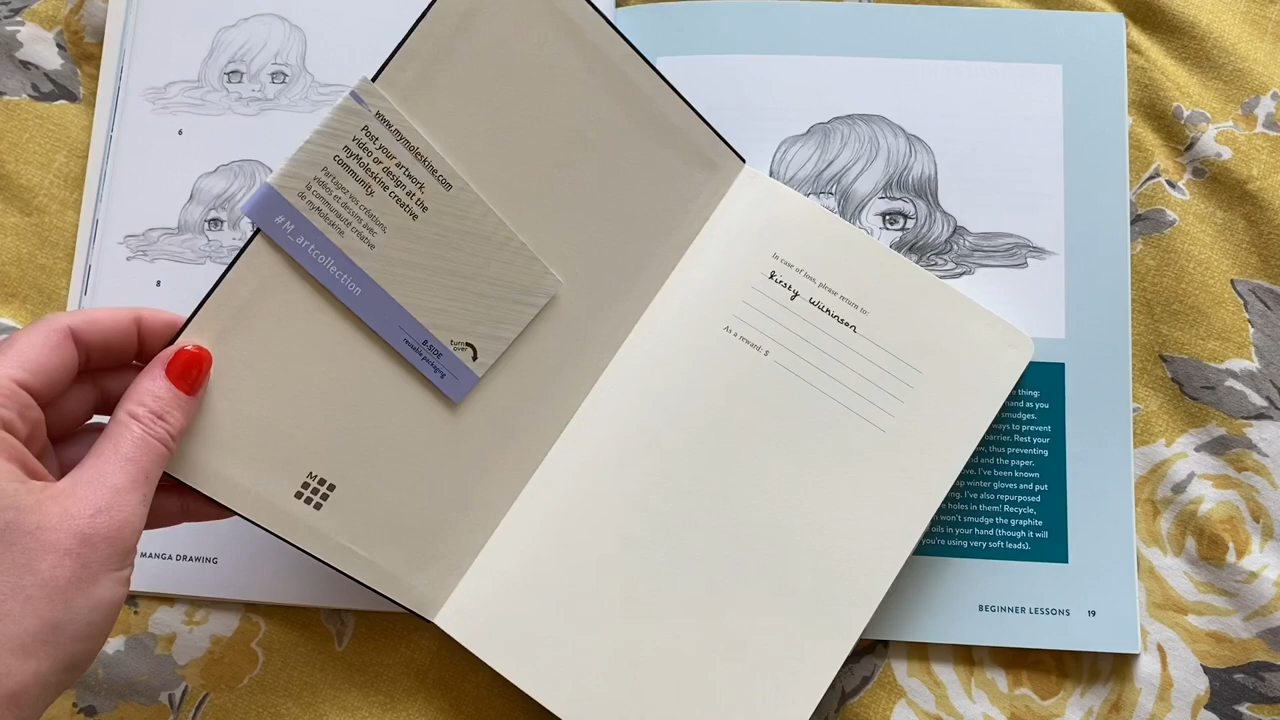 6
8
MANGA DRAWING
www.mymoleskine.com
Post your artwork,
video or design at the
myMoleskine creative
community.
Partagez vos créations,
vidéos et dessins avec
la communauté créative
de myMoleskine.
#M_artcollection
B-SIDE
reusable packaging
turn
over
M
In case of loss, please return to:
Kirsty Wilkinson
As a reward: $
thing:
hand as you
smudges.
ways to prevent
barrier. Rest your
thus preventing
and the paper.
I've been known
winter gloves and put
I've also repurposed
holes in them! Recycle,
won't smudge the graphite
oils in your hand (though it will
you're using very soft leads).
BEGINNER LESSONS 19